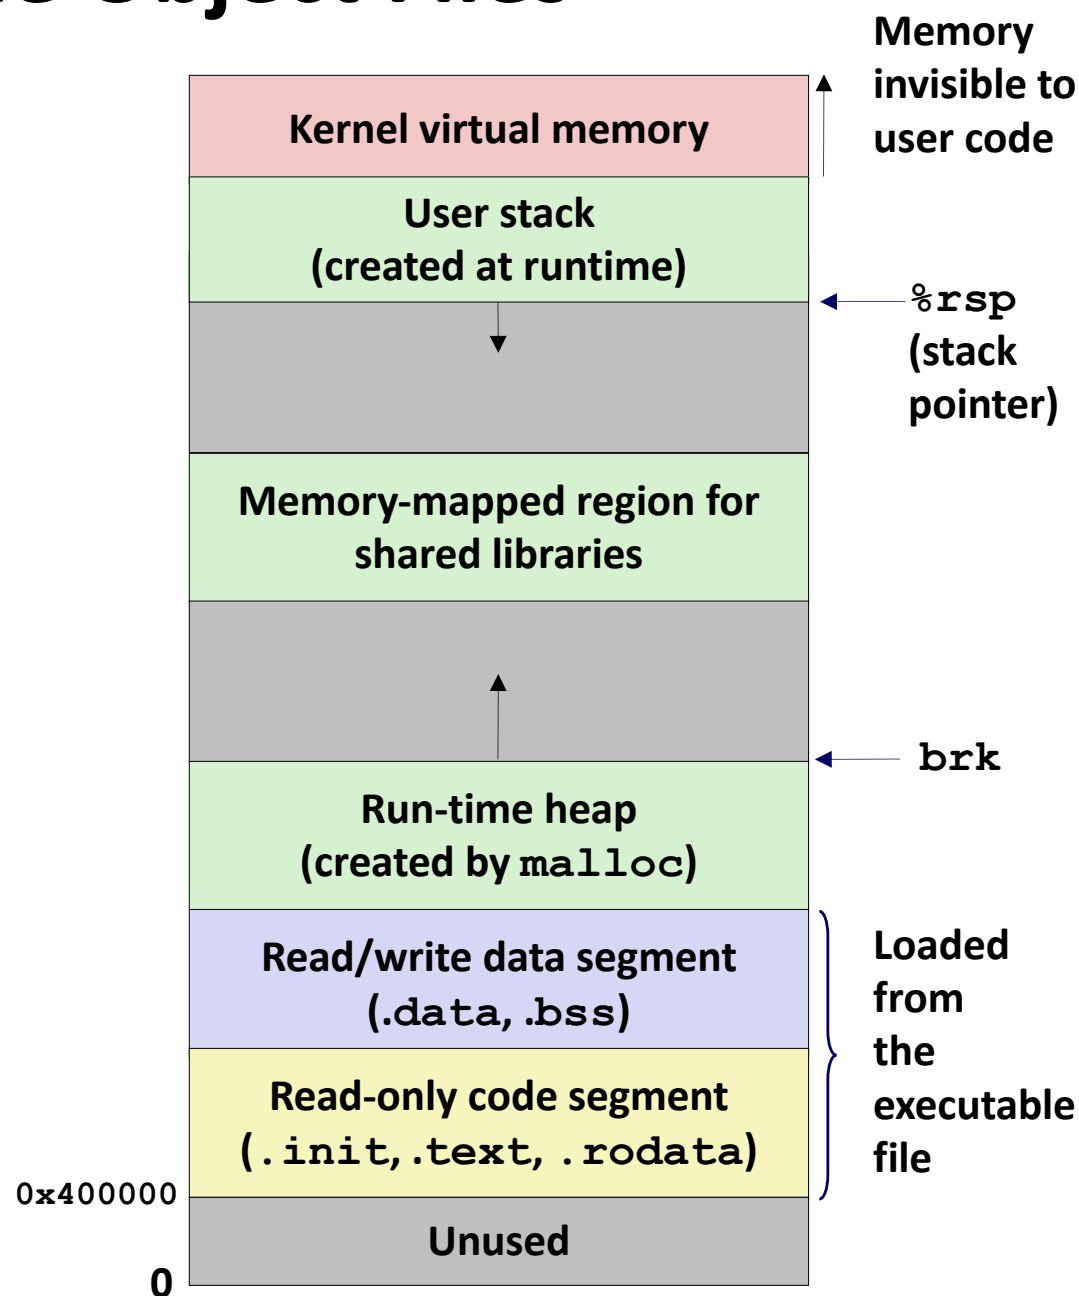 Object Files
Memory
invisible to
user code
Kernel virtual memory
User stack
(created at runtime)
%rsp
(stack
pointer)
Memory-mapped region for
shared libraries
brk
Run-time heap
(created by malloc)
Read/write data segment
(.data, .bss)
Loaded
from
the
executable
file
Read-only code segment
(.init, .text, .rodata)
0x400000
Unused
0